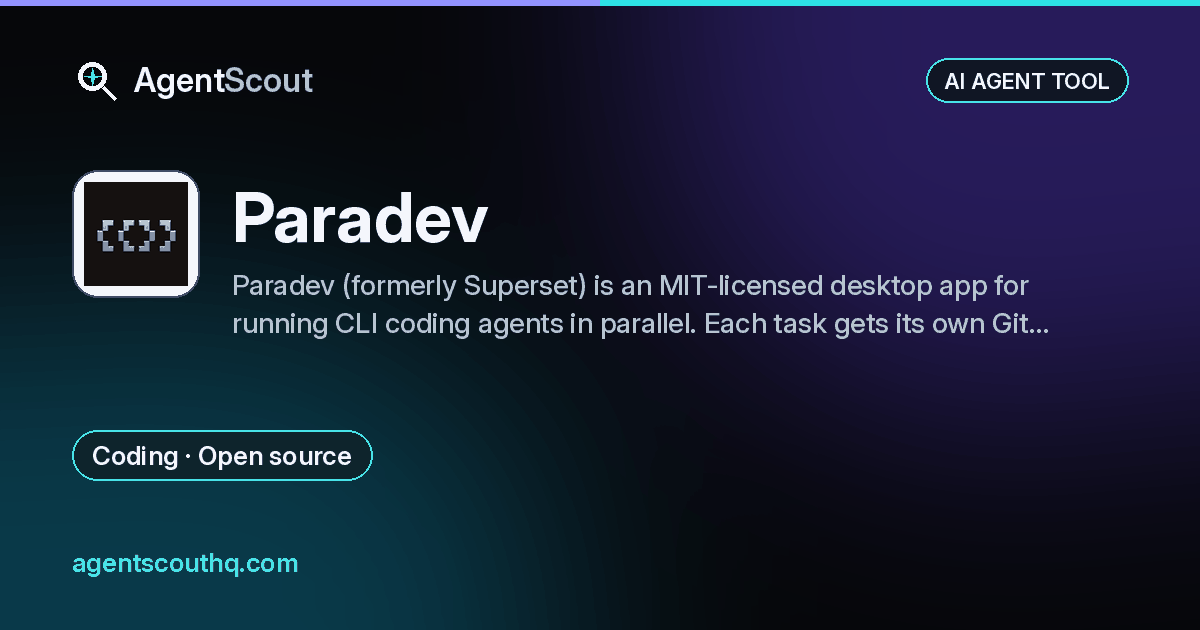 AgentScout
AI AGENT TOOL
Paradev
Paradev (formerly Superset) is an MIT-licensed desktop app for
running CLI coding agents in parallel. Each task gets its own Git...
Coding · Open source
agentscouthq.com